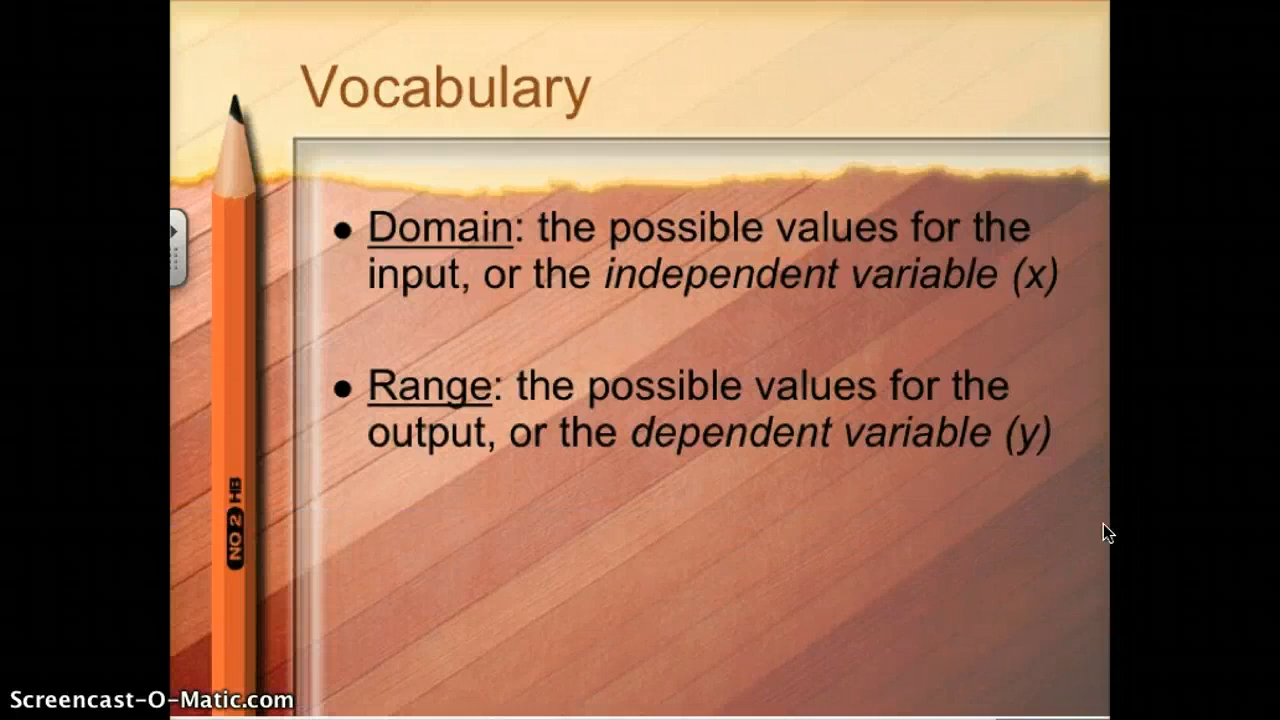 Vocabulary
● Domain: the possible values for the
input, or the independent variable (x)
● Range: the possible values for the
output, or the dependent variable (y)
NO 2 HB
Screencast-O-Matic.com